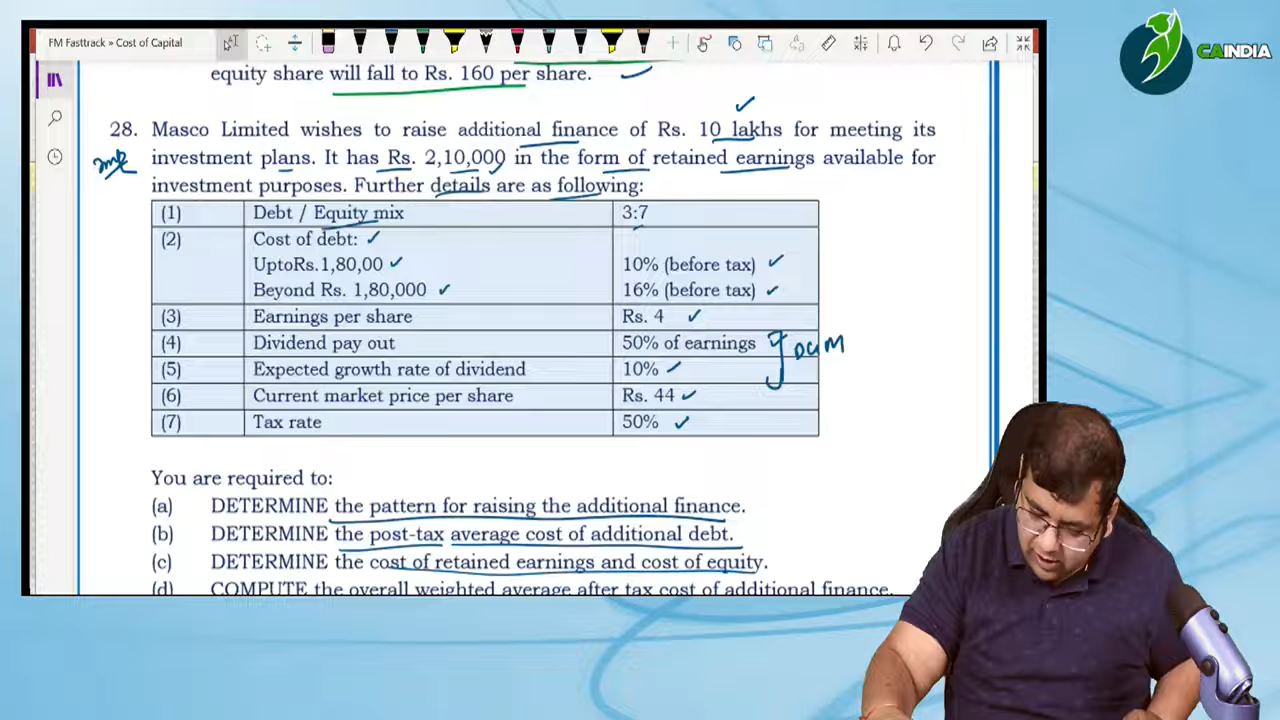 FM Fasttrack » Cost of Capital
CAINDIA
equity share will fall to Rs. 160 per share.
28. Masco Limited wishes to raise additional finance of Rs. 10 lakhs for meeting its
investment plans. It has Rs. 2,10,000 in the form of retained earnings available for
investment purposes. Further details are as following:
(1) Debt / Equity mix 3:7
(2) Cost of debt:
UptoRs.1,80,00 10% (before tax)
Beyond Rs. 1,80,000 16% (before tax)
(3) Earnings per share Rs. 4
(4) Dividend pay out 50% of earnings
(5) Expected growth rate of dividend 10%
(6) Current market price per share Rs. 44
(7) Tax rate 50%
You are required to:
(a) DETERMINE the pattern for raising the additional finance.
(b) DETERMINE the post-tax average cost of additional debt.
(c) DETERMINE the cost of retained earnings and cost of equity.
(d) COMPUTE the overall weighted average after tax cost of additional finance.